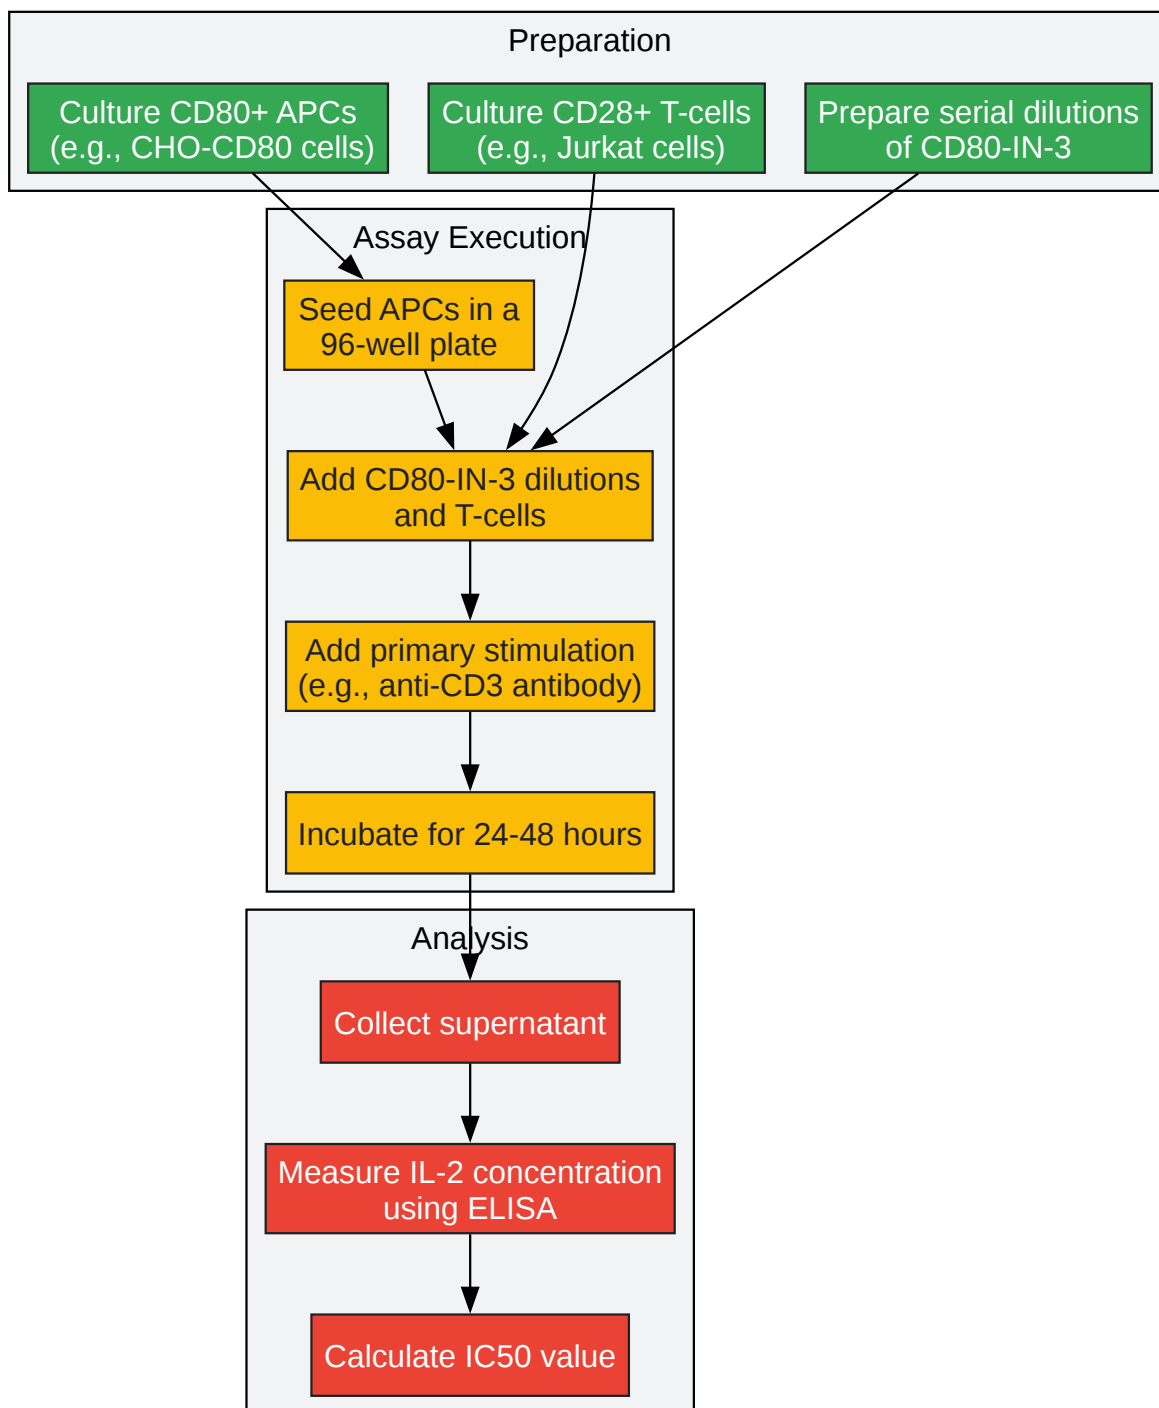 Preparation
Culture CD80+ APCs
(e.g., CHO-CD80 cells)
Culture CD28+ T-cells
(e.g., Jurkat cells)
Prepare serial dilutions
of CD80-IN-3
Assay Execution
Seed APCs in a
96-well plate
Add CD80-IN-3 dilutions
and T-cells
Add primary stimulation
(e.g., anti-CD3 antibody)
Incubate for 24-48 hours
Analysis
Collect supernatant
Measure IL-2 concentration
using ELISA
Calculate IC50 value